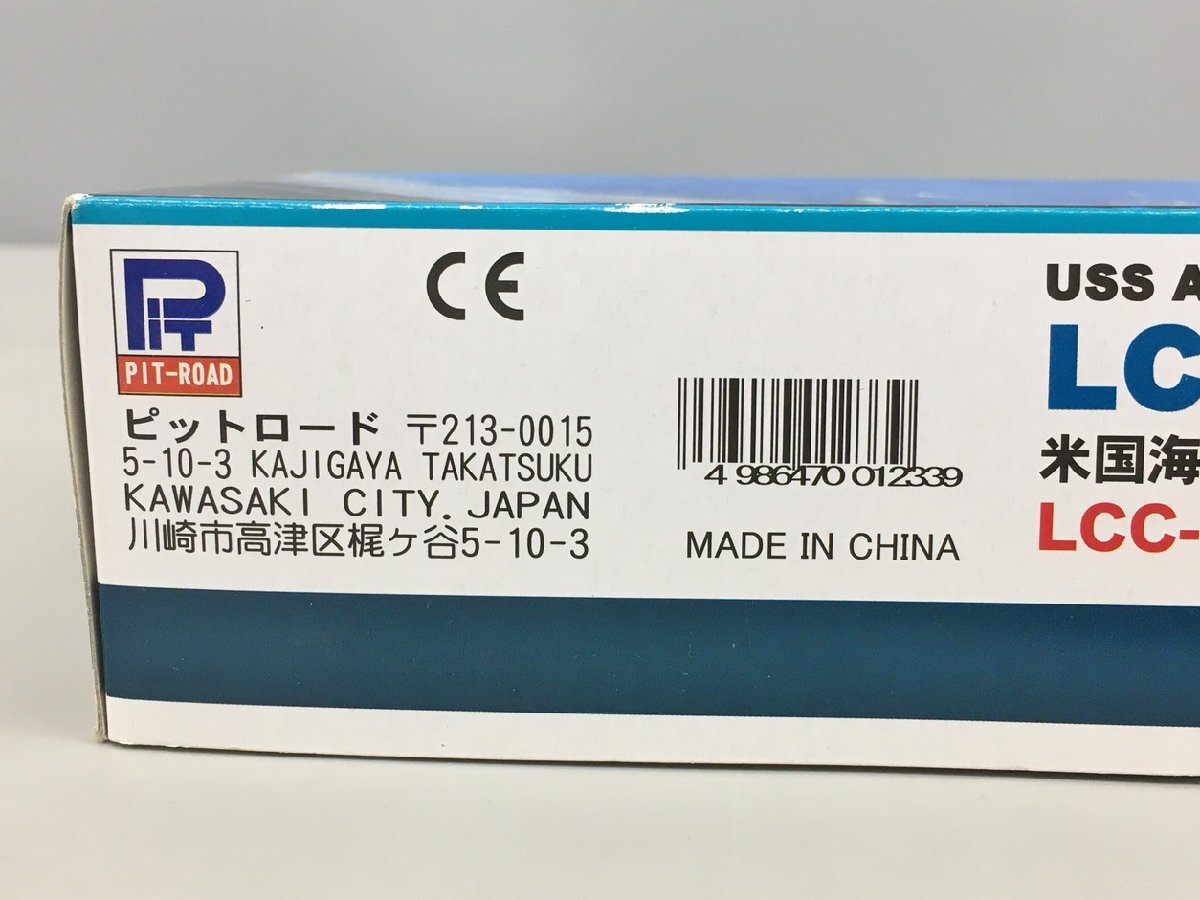 PIT
PIT-ROAD
CE
ピットロード 〒213-0015
5-10-3 KAJIGAYA TAKATSUKU
KAWASAKI CITY. JAPAN
川崎市高津区梶ヶ谷5-10-3
4 986470 012339
MADE IN CHINA
USS A
LC
米国海
LCC-